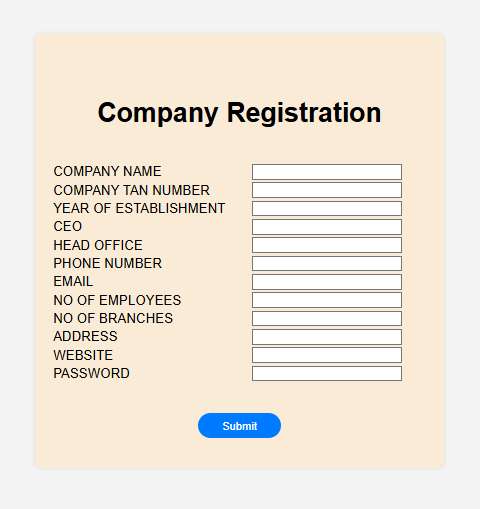 Company Registration
COMPANY NAME
COMPANY TAN NUMBER
YEAR OF ESTABLISHMENT
CEO
HEAD OFFICE
PHONE NUMBER
EMAIL
NO OF EMPLOYEES
NO OF BRANCHES
ADDRESS
WEBSITE
PASSWORD
Submit